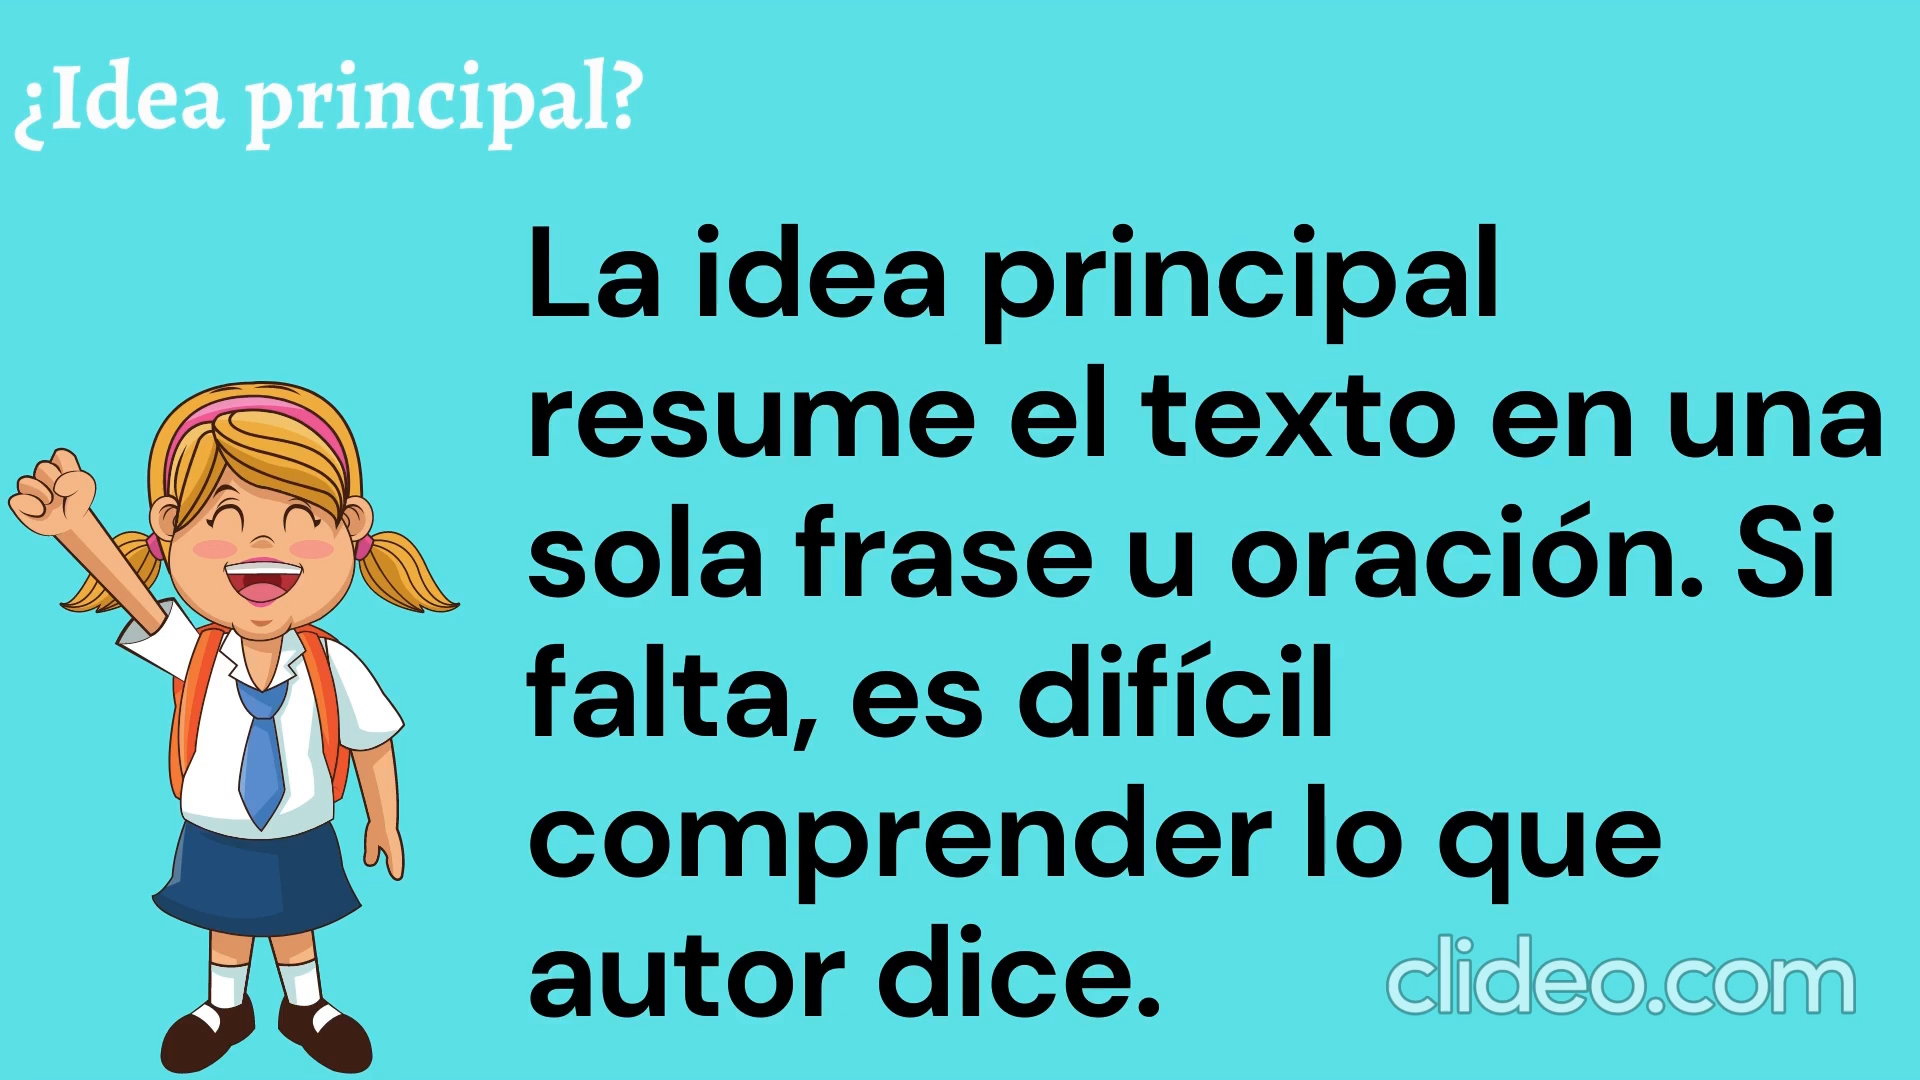 ¿Idea principal?
La idea principal
resume el texto en una
sola frase u oración. Si
falta, es difícil
comprender lo que
autor dice.
clideo.com